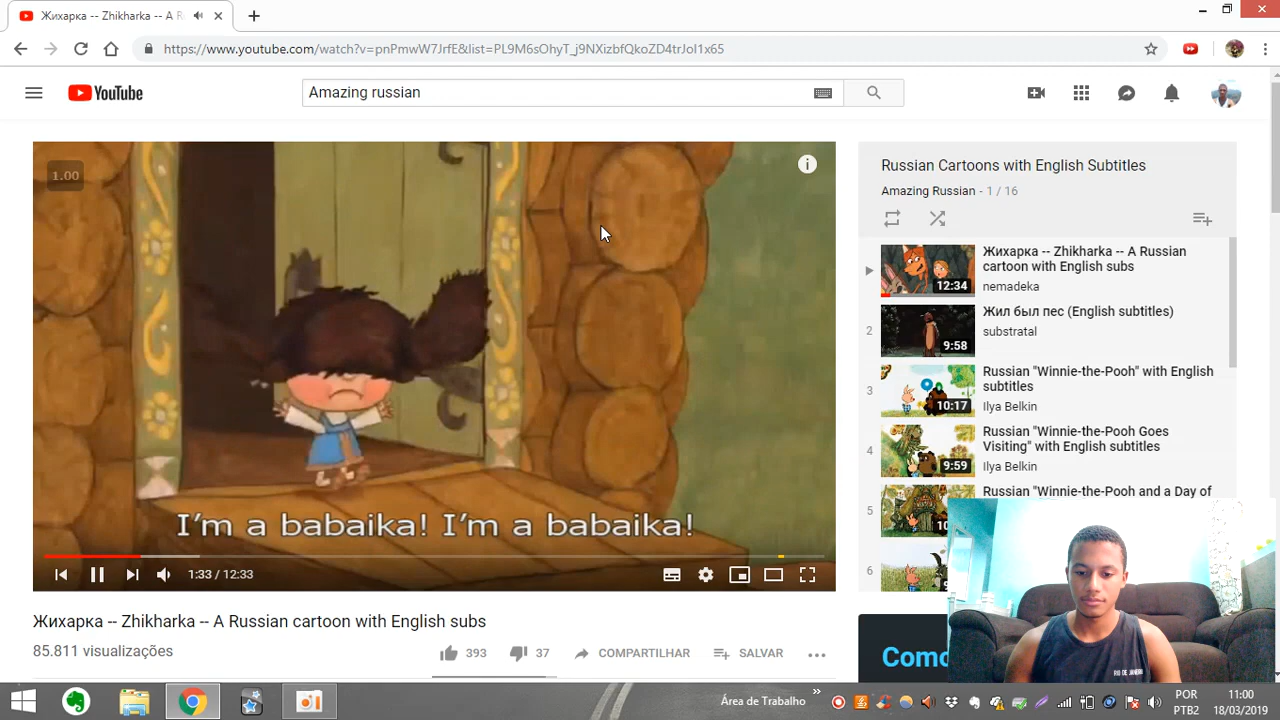 Жихарка -- Zhikharka -- A R
https://www.youtube.com/watch?v=pnPmwW7JrfE&list=PL9M6sOhyT_j9NXizbfQkoZD4trJoI1x65
YouTube
Amazing russian
1.00
I'm a babaika! I'm a babaika!
1:33 / 12:33
Жихарка -- Zhikharka -- A Russian cartoon with English subs
85.811 visualizações
393
37
COMPARTILHAR
SALVAR
Russian Cartoons with English Subtitles
Amazing Russian - 1 / 16
12:34
Жихарка -- Zhikharka -- A Russian
cartoon with English subs
nemadeka
2
9:58
Жил был пес (English subtitles)
substratal
3
10:17
Russian "Winnie-the-Pooh" with English
subtitles
Ilya Belkin
4
9:59
Russian "Winnie-the-Pooh Goes
Visiting" with English subtitles
Ilya Belkin
5
Russian "Winnie-the-Pooh and a Day of
6
Como
RIO DE JANEIRO
Área de Trabalho
POR
PTB2
11:00
18/03/2019